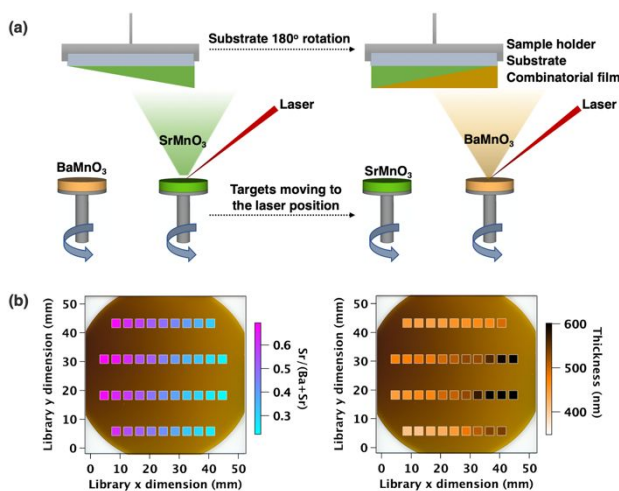 (a)
Substrate 180° rotation
Sample holder
Substrate
Combinatorial film
Laser
Laser
SrMnO₃
BaMnO₃
BaMnO₃
SrMnO₃
Targets moving to
the laser position
(b)
Library y dimension (mm)
50
40
30
20
10
0
0 10 20 30 40 50
Library x dimension (mm)
0.6
0.5
0.4
0.3
Sr/(Ba+Sr)
Library y dimension (mm)
50
40
30
20
10
0
0 10 20 30 40 50
Library x dimension (mm)
600
500
400
Thickness
(nm)